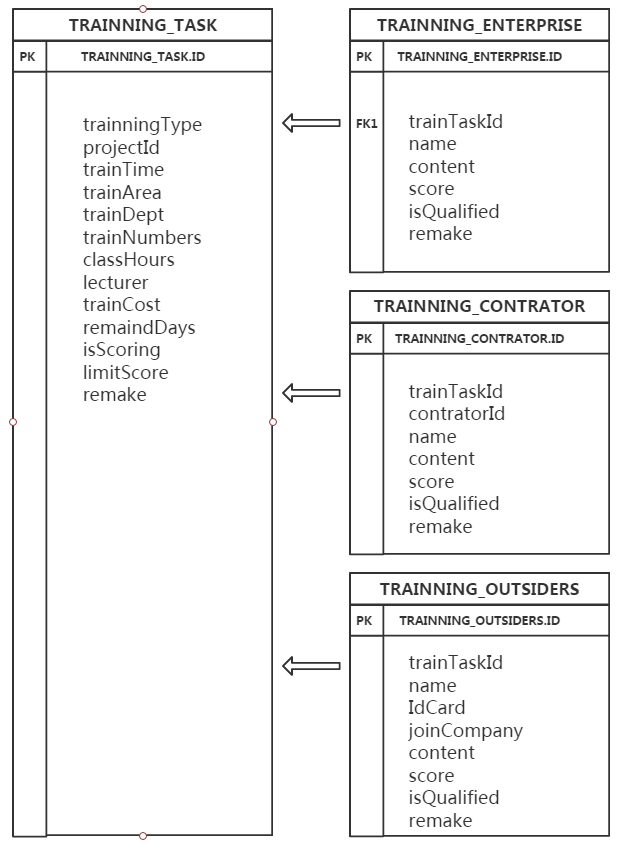 TRAINNING_TASK
PK TRAINNING_TASK.ID
trainningType
projectId
trainTime
trainArea
trainDept
trainNumbers
classHours
lecturer
trainCost
remaindDays
isScoring
limitScore
remake
TRAINNING_ENTERPRISE
PK TRAINNING_ENTERPRISE.ID
FK1 trainTaskId
name
content
score
isQualified
remake
TRAINNING_CONTRATOR
PK TRAINNING_CONTRATOR.ID
trainTaskId
contratorId
name
content
score
isQualified
remake
TRAINNING_OUTSIDERS
PK TRAINNING_OUTSIDERS.ID
trainTaskId
name
IdCard
joinCompany
content
score
isQualified
remake